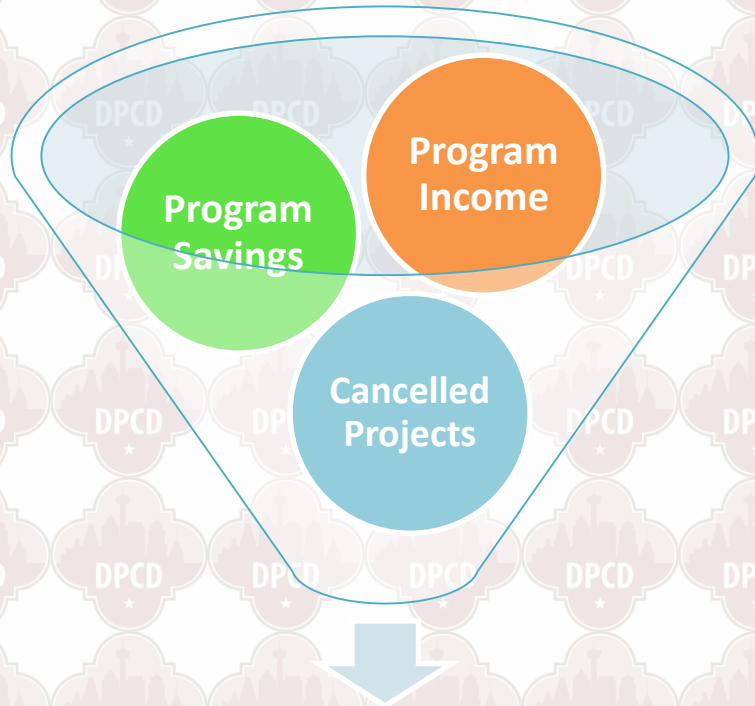 Program
Income
Program
Savings
Cancelled
Projects
DPCD